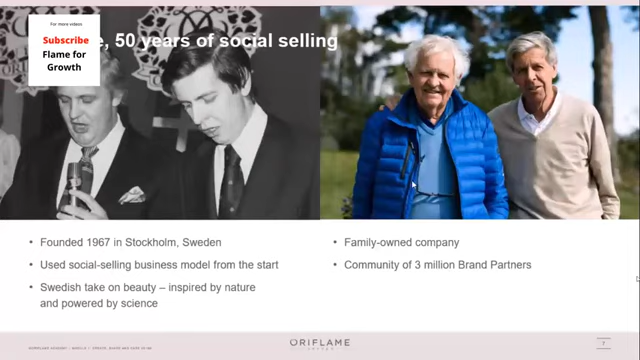 For more videos
Subscribe
Flame for
Growth
e, 50 years of social selling
• Founded 1967 in Stockholm, Sweden
• Used social-selling business model from the start
• Swedish take on beauty – inspired by nature
and powered by science
• Family-owned company
• Community of 3 million Brand Partners
ORIFLAME
SWEDEN
7